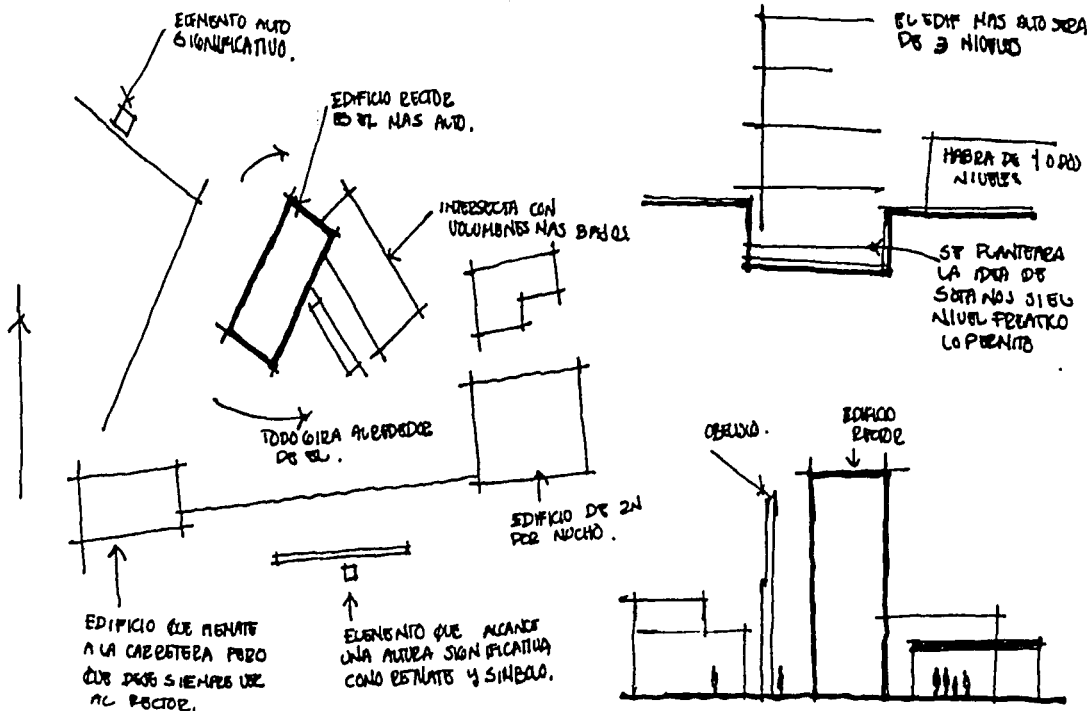 ELEMENTO ALTO
SIGNIFICATIVO.
EDIFICIO RECTOR
ES EL MAS ALTO.
INTERSECTA CON
VOLUMENES MAS BAJOS
TODO GIRA ALREDEDOR
DE EL.
EDIFICIO DE 2N
POR MUCHO.
EDIFICIO QUE REMATE
A LA CARRETERA PERO
QUE DEJE SIEMPRE VER
AL RECTOR.
ELEMENTO QUE ALCANCE
UNA ALTURA SIGNIFICATIVA
COMO REMATE Y SIMBOLO.
EL EDIF MAS ALTO SERA
DE 3 NIVELES
HABRA DE 1 O DOS
NIVELES
SE PLANTEARA
LA IDEA DE
SOTANOS SI EL
NIVEL FREATICO
LO PERMITE
OBELISCO.
EDIFICIO
RECTOR